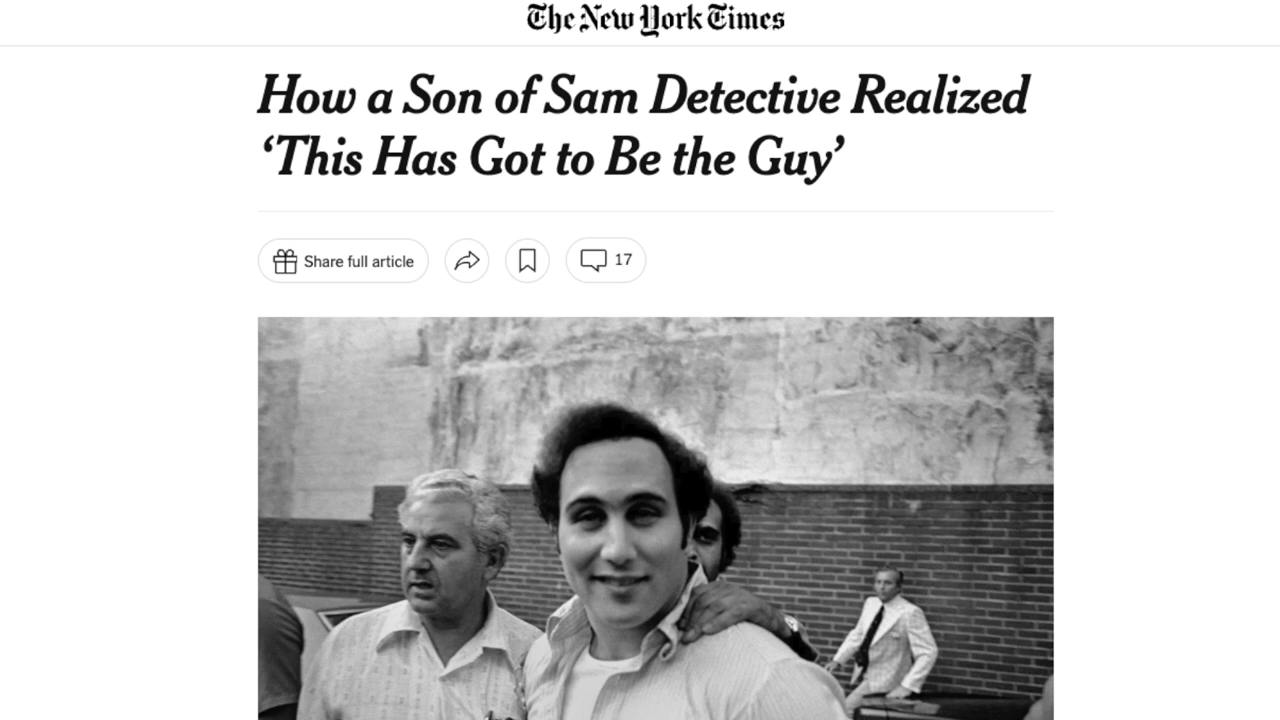 The New York Times
How a Son of Sam Detective Realized
‘This Has Got to Be the Guy’
Share full article
17